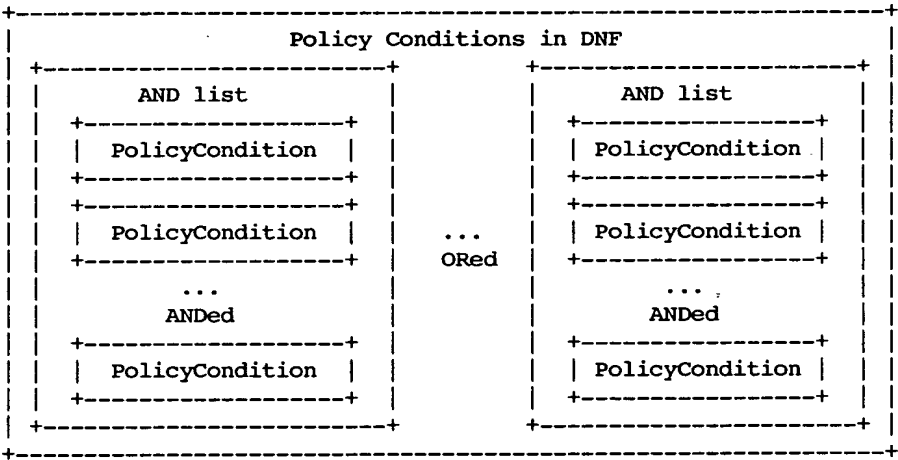 Policy Conditions in DNF
AND list AND list
PolicyCondition PolicyCondition
PolicyCondition ... PolicyCondition
ORed
... ...
ANDed ANDed
PolicyCondition PolicyCondition